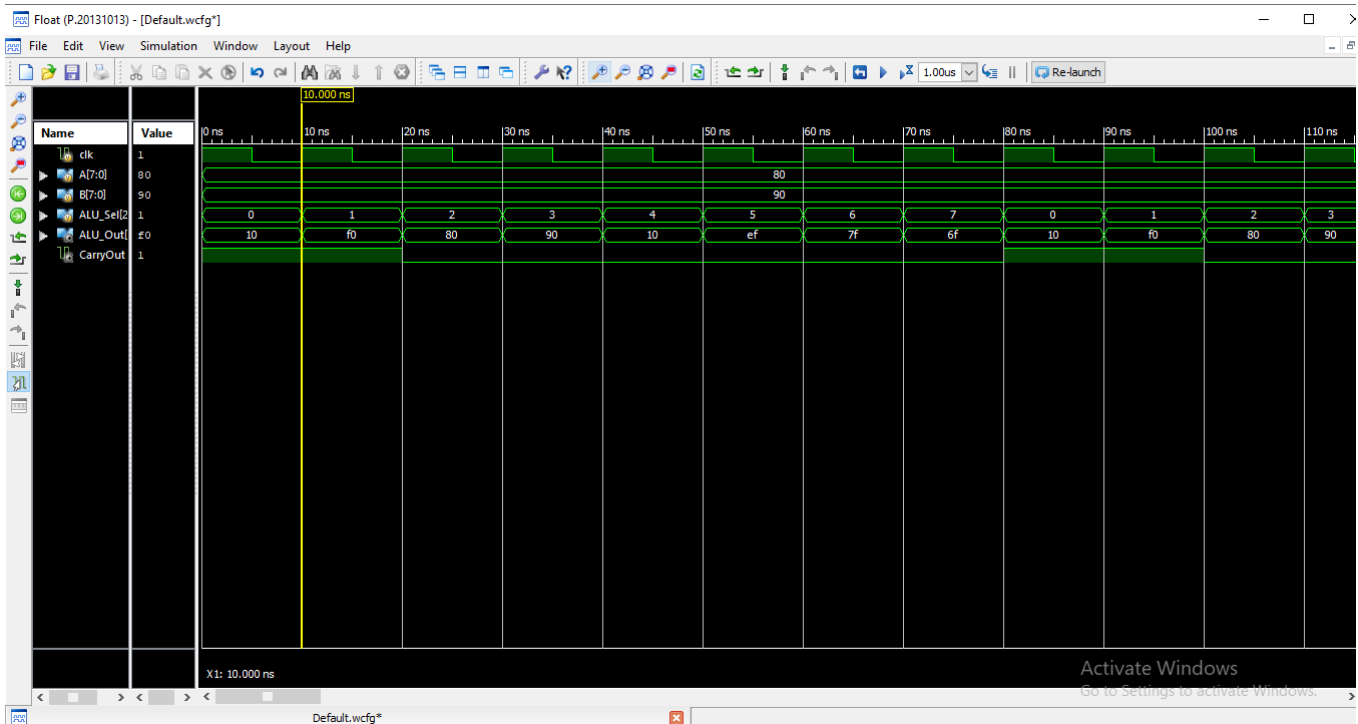 Float (P.20131013) - [Default.wcfg*]
File Edit View Simulation Window Layout Help
1.00us Re-launch
10.000 ns
Name Value 0 ns 10 ns 20 ns 30 ns 40 ns 50 ns 60 ns 70 ns 80 ns 90 ns 100 ns 110 ns
clk 1
A[7:0] 80 80
B[7:0] 90 90
ALU_Sel[2 1 0 1 2 3 4 5 6 7 0 1 2 3
ALU_Out[ f0 10 f0 80 90 10 ef 7f 6f 10 f0 80 90
CarryOut 1
X1: 10.000 ns
Activate Windows
Go to Settings to activate Windows.
Default.wcfg*